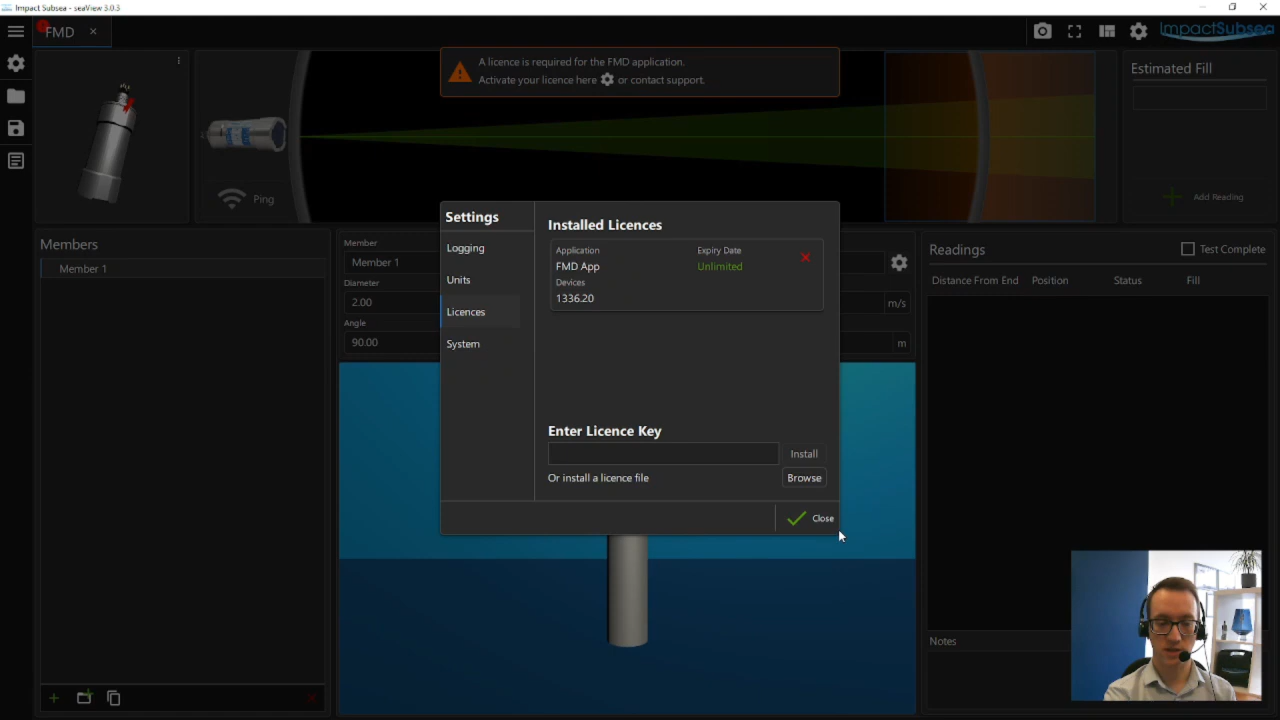 Impact Subsea - seaView 3.0.3
FMD
ImpactSubsea
A licence is required for the FMD application.
Activate your licence here or contact support.
Estimated Fill
Ping
Add Reading
Members
Member 1
Member
Member 1
Diameter
2.00
m/s
Angle
90.00
m
Settings
Logging
Units
Licences
System
Installed Licences
Application
Expiry Date
FMD App
Unlimited
Devices
1336.20
Enter Licence Key
Install
Or install a licence file
Browse
Close
Readings
Test Complete
Distance From End Position Status Fill
Notes